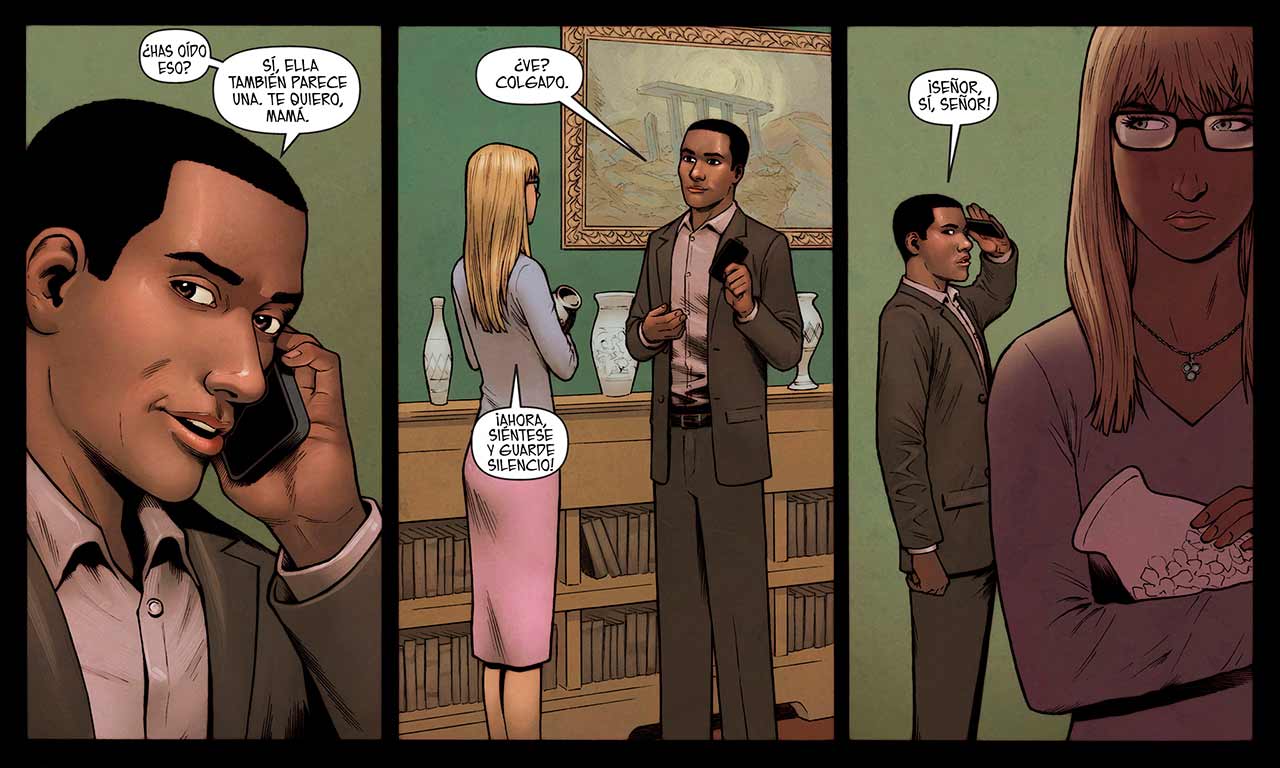 ¿HAS OÍDO
ESO?
SÍ, ELLA
TAMBIÉN PARECE
UNA. TE QUIERO,
MAMÁ.
¿VE?
COLGADO.
¡AHORA,
SIÉNTESE
Y GUARDE
SILENCIO!
¡SEÑOR,
SÍ, SEÑOR!